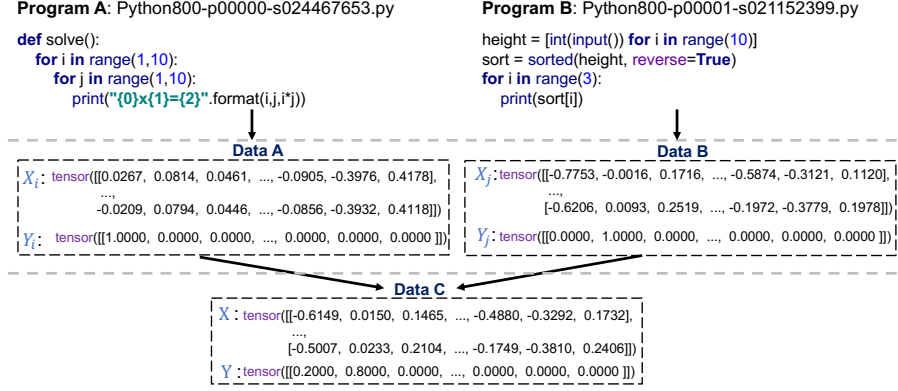 Program A: Python800-p00000-s024467653.py
def solve():
for i in range(1,10):
for j in range(1,10):
print("{0}x{1}={2}".format(i,j,i*j))
Program B: Python800-p00001-s021152399.py
height = [int(input()) for i in range(10)]
sort = sorted(height, reverse=True)
for i in range(3):
print(sort[i])
Data A
Xi: tensor([[0.0267, 0.0814, 0.0461, ..., -0.0905, -0.3976, 0.4178],
...,
-0.0209, 0.0794, 0.0446, ..., -0.0856, -0.3932, 0.4118]])
Yi: tensor([[1.0000, 0.0000, 0.0000, ..., 0.0000, 0.0000, 0.0000 ]])
Data B
Xj: tensor([[-0.7753, -0.0016, 0.1716, ..., -0.5874, -0.3121, 0.1120],
...,
[-0.6206, 0.0093, 0.2519, ..., -0.1972, -0.3779, 0.1978]])
Yj: tensor([[0.0000, 1.0000, 0.0000, ..., 0.0000, 0.0000, 0.0000 ]])
Data C
X : tensor([[-0.6149, 0.0150, 0.1465, ..., -0.4880, -0.3292, 0.1732],
...,
[-0.5007, 0.0233, 0.2104, ..., -0.1749, -0.3810, 0.2406]])
Y : tensor([[0.2000, 0.8000, 0.0000, ..., 0.0000, 0.0000, 0.0000 ]])